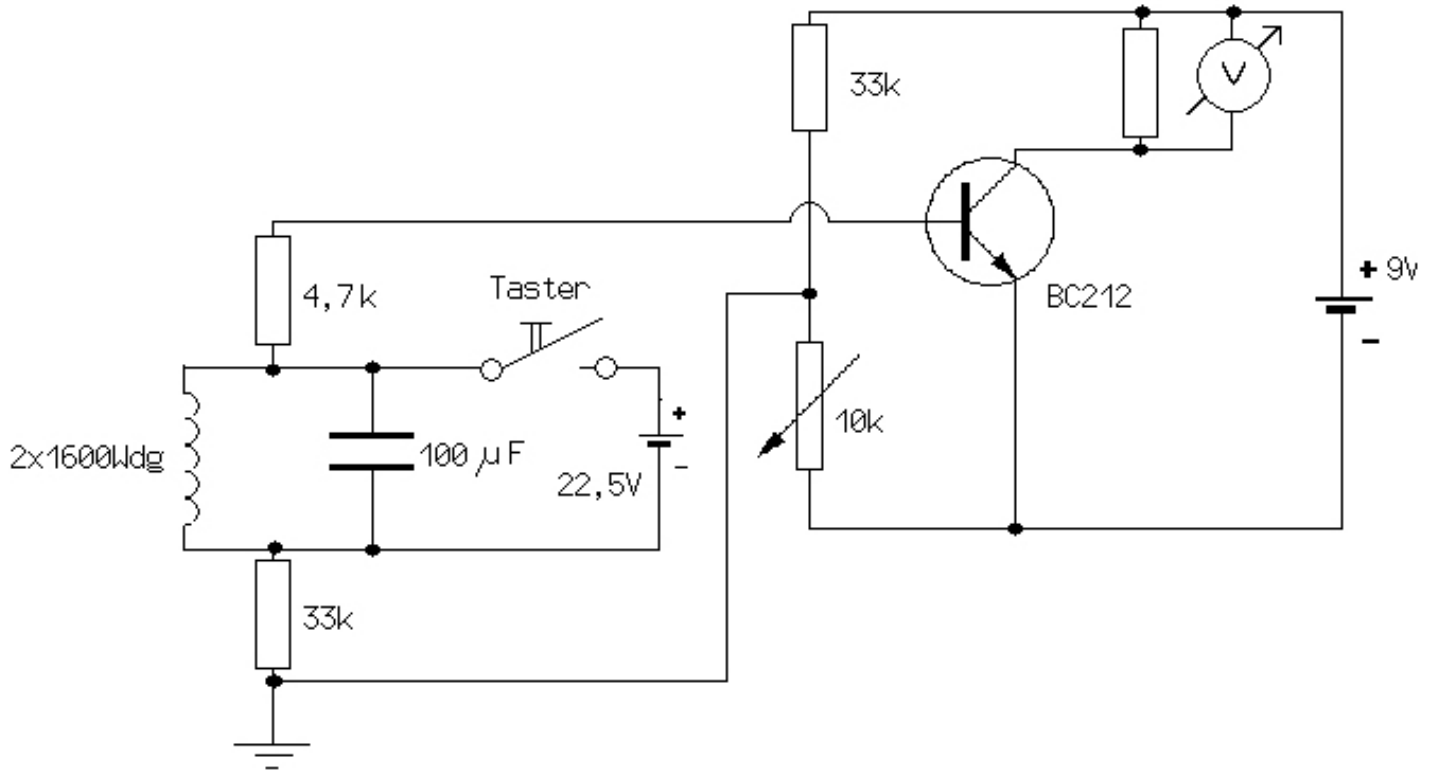 33k
V
+ 9V
-
BC212
4,7k
Taster
10k
+
2x1600Wdg
100 µF
-
22,5V
33k